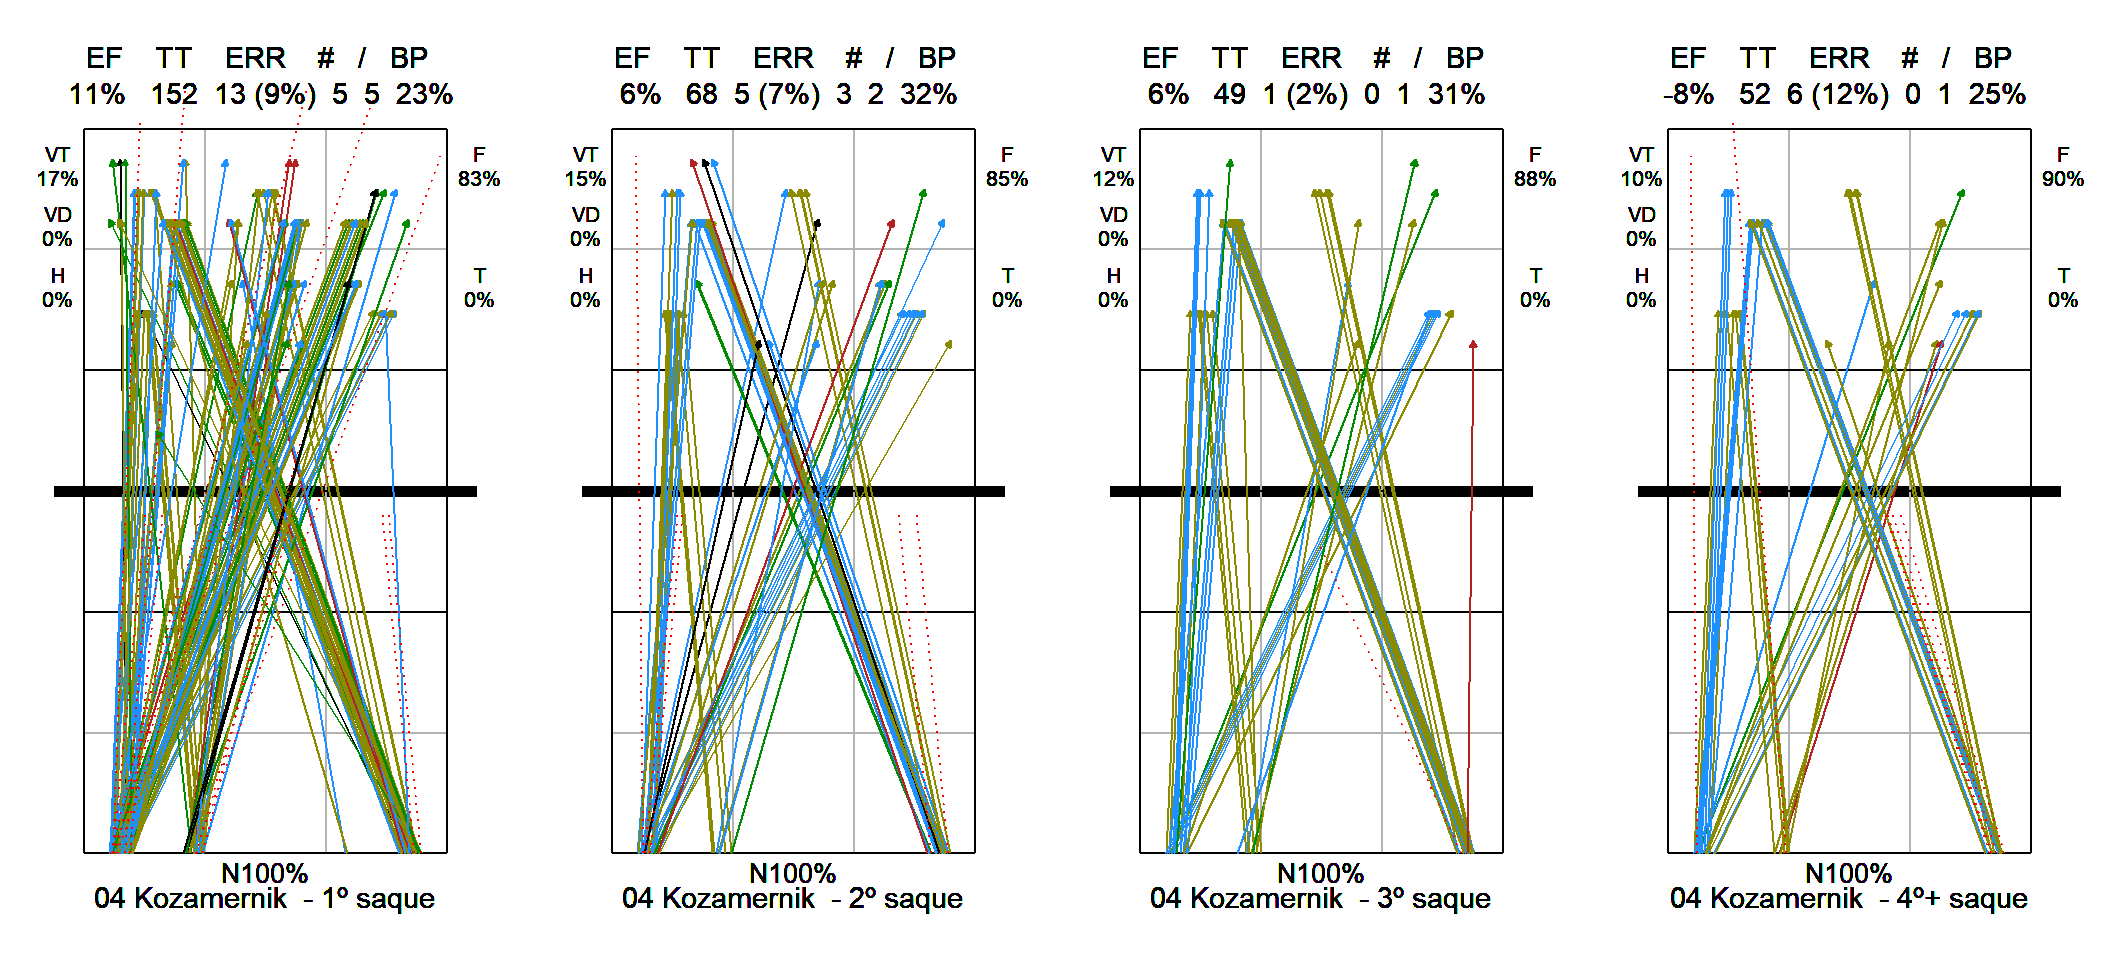 EF TT ERR # / BP
11% 152 13 (9%) 5 5 23%
VT
17%
VD
0%
H
0%
F
83%
T
0%
N100%
04 Kozamernik - 1º saque
EF TT ERR # / BP
6% 68 5 (7%) 3 2 32%
VT
15%
VD
0%
H
0%
F
85%
T
0%
N100%
04 Kozamernik - 2º saque
EF TT ERR # / BP
6% 49 1 (2%) 0 1 31%
VT
12%
VD
0%
H
0%
F
88%
T
0%
N100%
04 Kozamernik - 3º saque
EF TT ERR # / BP
-8% 52 6 (12%) 0 1 25%
VT
10%
VD
0%
H
0%
F
90%
T
0%
N100%
04 Kozamernik - 4º+ saque